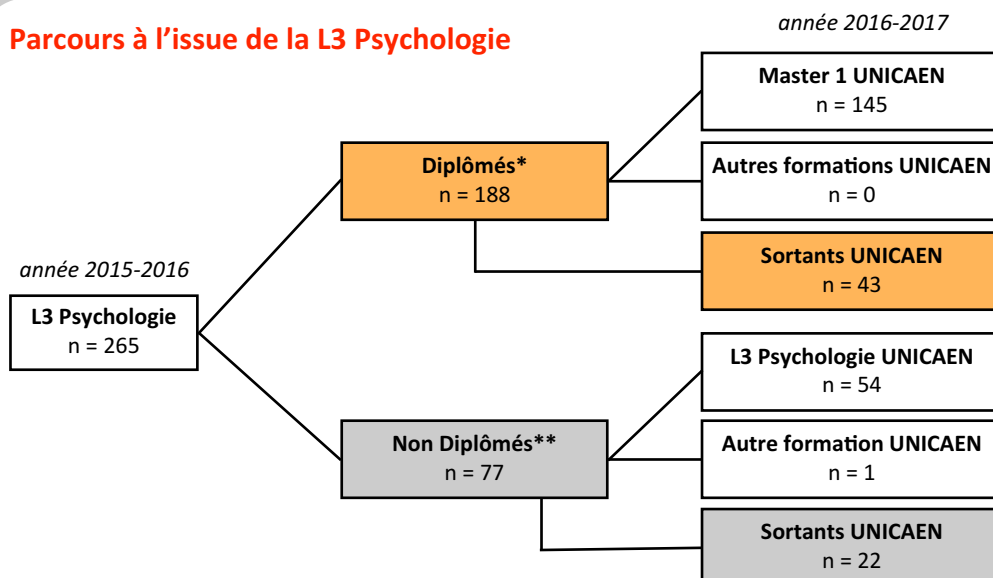 Parcours à l'issue de la L3 Psychologie
année 2016-2017
Master 1 UNICAEN
n = 145
Diplômés*
n = 188
Autres formations UNICAEN
n = 0
Sortants UNICAEN
n = 43
année 2015-2016
L3 Psychologie
n = 265
L3 Psychologie UNICAEN
n = 54
Non Diplômés**
n = 77
Autre formation UNICAEN
n = 1
Sortants UNICAEN
n = 22